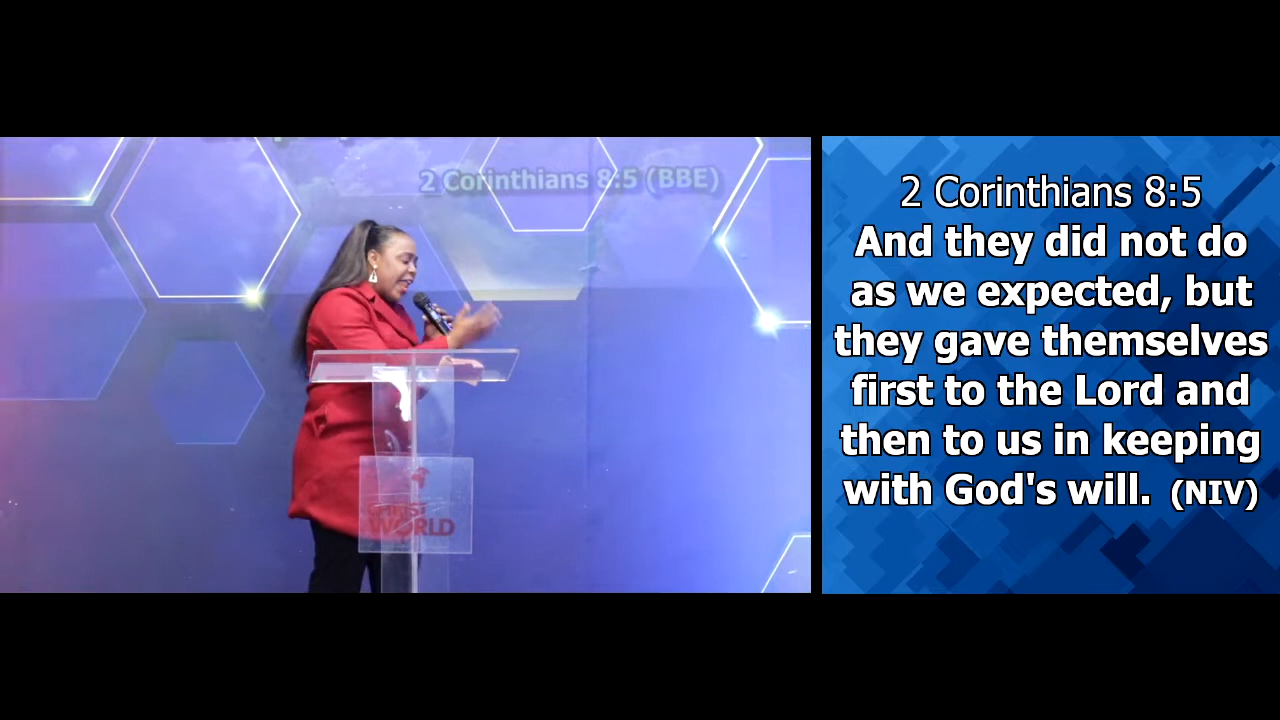 2 Corinthians 8:5 (BBE)
CHRIST
WORLD
2 Corinthians 8:5
And they did not do
as we expected, but
they gave themselves
first to the Lord and
then to us in keeping
with God's will. (NIV)